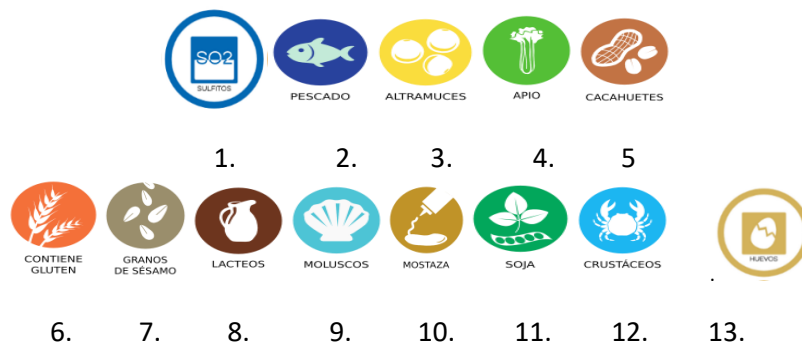 SO2
SULFITOS
PESCADO ALTRAMUCES APIO CACAHUETES
1. 2. 3. 4. 5
CONTIENE GLUTEN GRANOS DE SÉSAMO LACTEOS MOLUSCOS MOSTAZA SOJA CRUSTÁCEOS HUEVOS
.
6. 7. 8. 9. 10. 11. 12. 13.